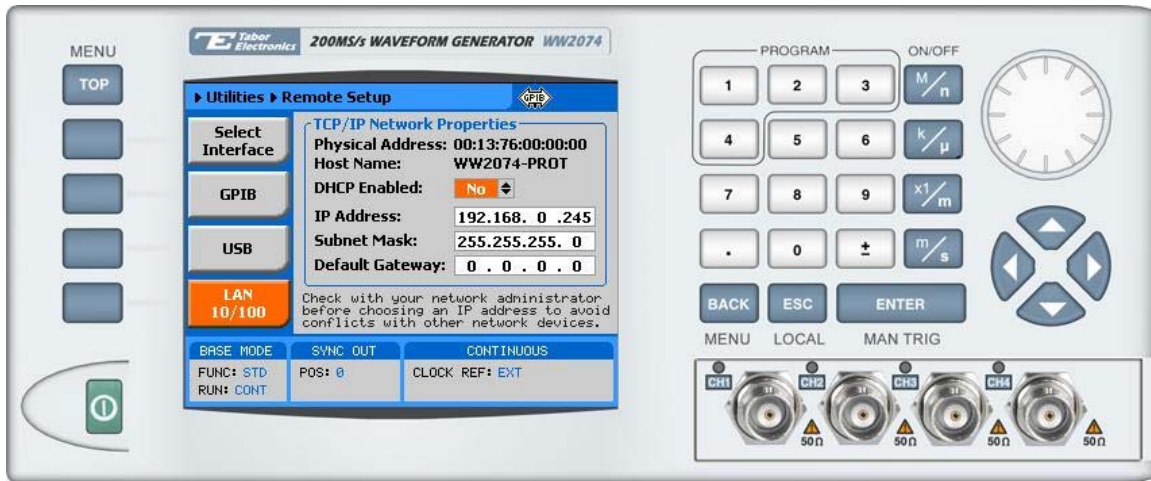 MENU
TOP
Tabor
Electronics
200MS/s WAVEFORM GENERATOR WW2074
Utilities Remote Setup
GPIB
Select
Interface
GPIB
USB
LAN
10/100
TCP/IP Network Properties
Physical Address: 00:13:76:00:00:00
Host Name: WW2074-PROT
DHCP Enabled: No
IP Address: 192.168. 0 .245
Subnet Mask: 255.255.255. 0
Default Gateway: 0 . 0 . 0 . 0
Check with your network administrator
before choosing an IP address to avoid
conflicts with other network devices.
BASE MODE
FUNC: STD
RUN: CONT
SYNC OUT
POS: 0
CONTINUOUS
CLOCK REF: EXT
PROGRAM ON/OFF
1 2 3 M/n
4 5 6 k/µ
7 8 9 x1/m
. 0 ± m/s
BACK ESC ENTER
MENU LOCAL MAN TRIG
CH1 CH2 CH3 CH4
50Ω 50Ω 50Ω 50Ω